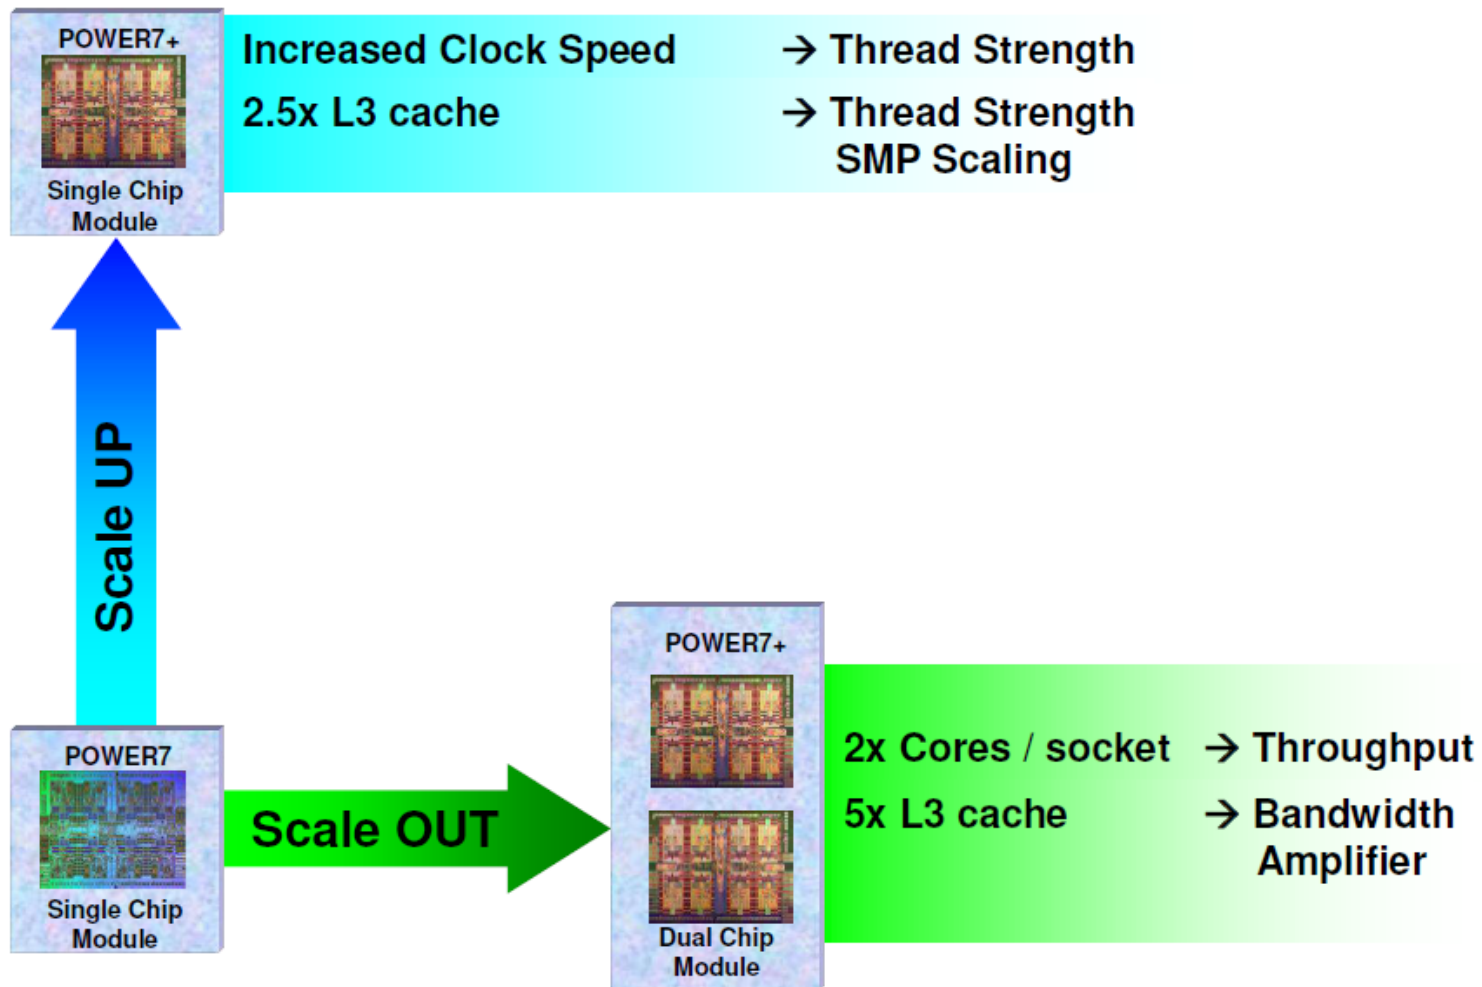 POWER7+
Single Chip
Module
Increased Clock Speed → Thread Strength
2.5x L3 cache → Thread Strength
SMP Scaling
Scale UP
POWER7
Single Chip
Module
Scale OUT
POWER7+
Dual Chip
Module
2x Cores / socket → Throughput
5x L3 cache → Bandwidth
Amplifier